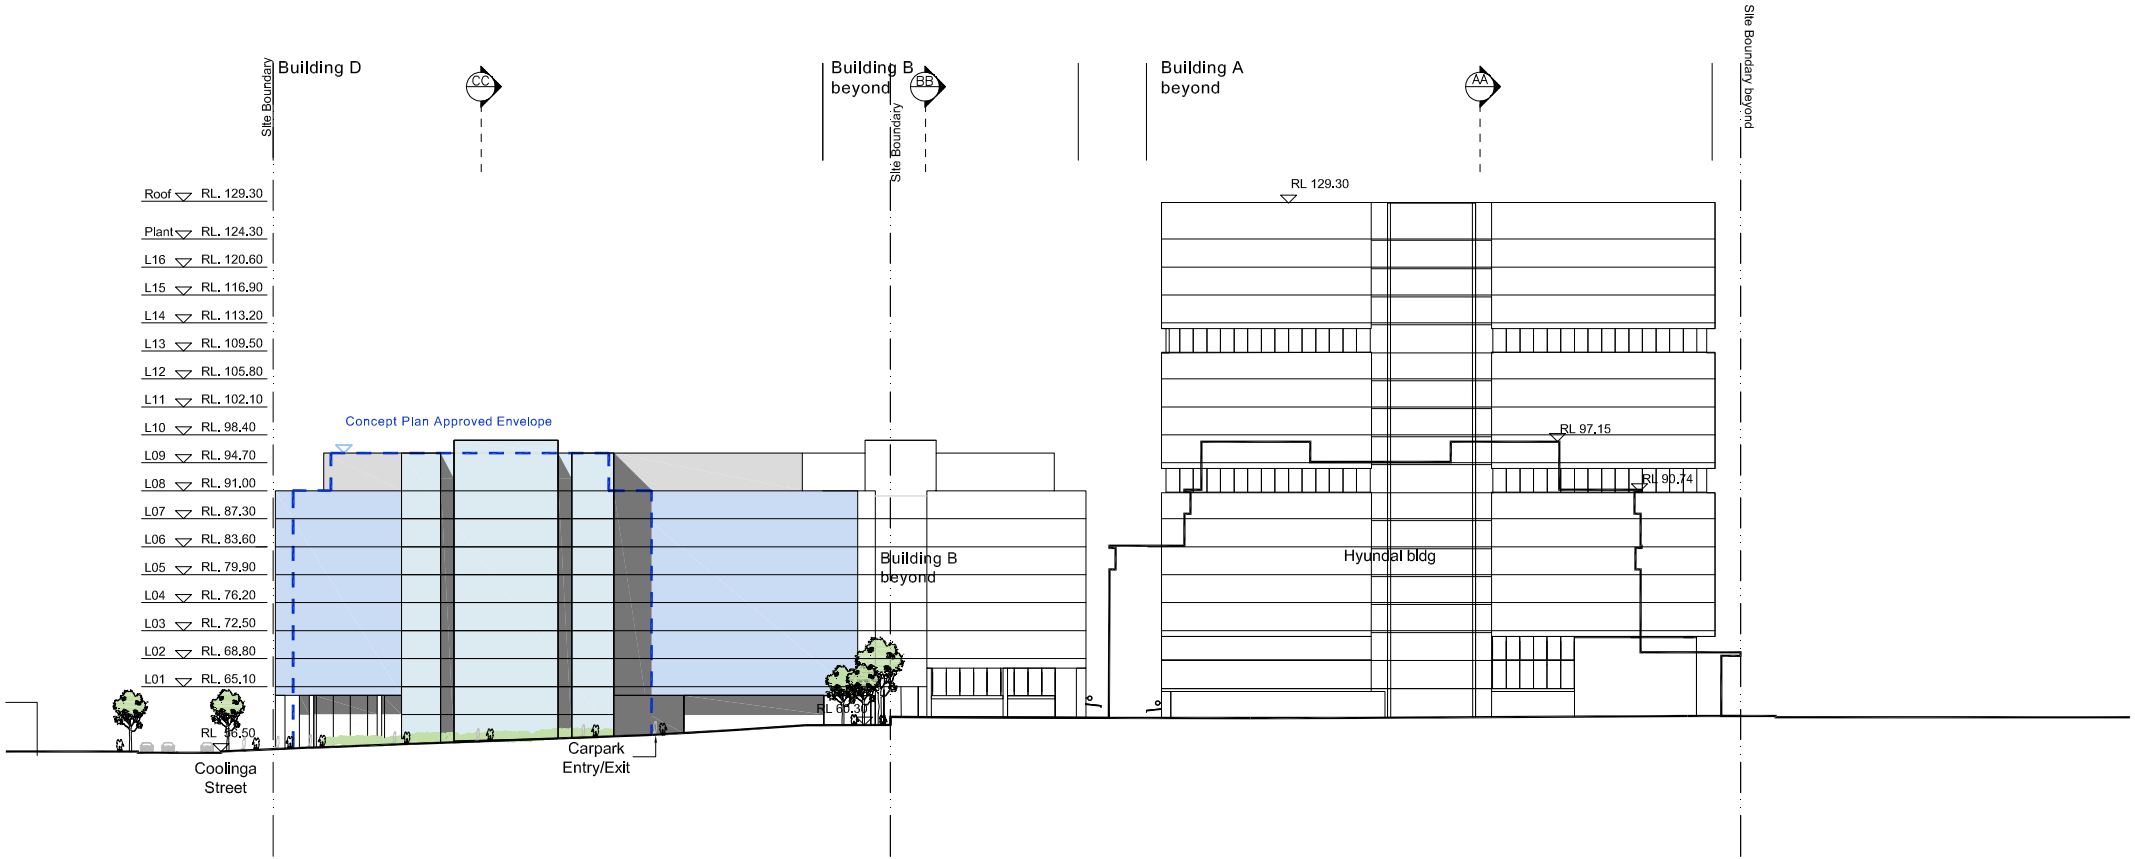 Site Boundary
Building D
CC
Building B
beyond
BB
Site Boundary
Building A
beyond
AA
Site Boundary beyond
Roof RL. 129.30
Plant RL. 124.30
L16 RL. 120.60
L15 RL. 116.90
L14 RL. 113.20
L13 RL. 109.50
L12 RL. 105.80
L11 RL. 102.10
L10 RL. 98.40
L09 RL. 94.70
L08 RL. 91.00
L07 RL. 87.30
L06 RL. 83.60
L05 RL. 79.90
L04 RL. 76.20
L03 RL. 72.50
L02 RL. 68.80
L01 RL. 65.10
RL 56.50
Coolinga
Street
Concept Plan Approved Envelope
Carpark
Entry/Exit
RL 60.30
Building B
beyond
RL 129.30
RL 97.15
RL 90.74
Hyundai bldg